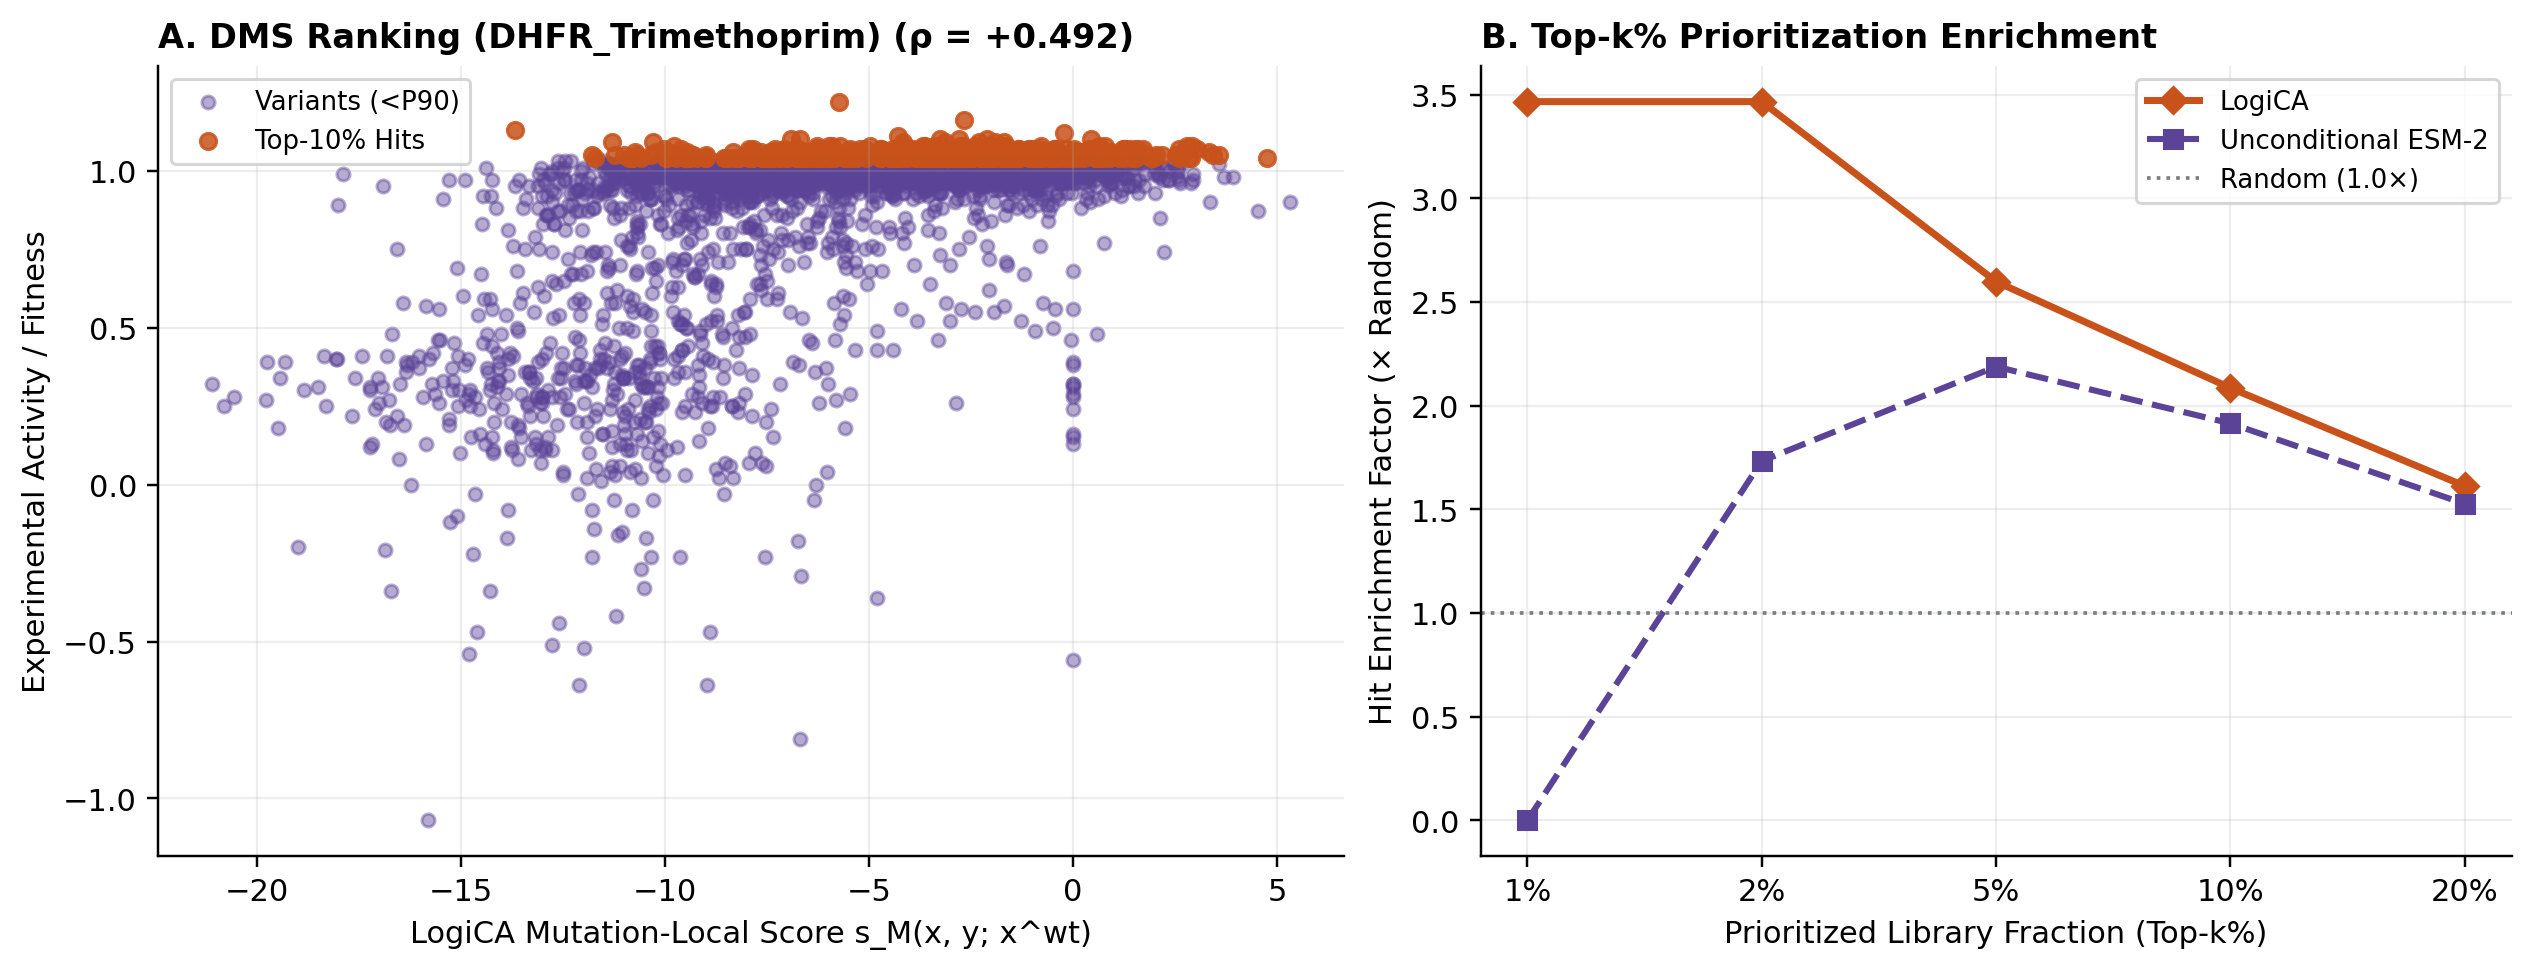 A. DMS Ranking (DHFR_Trimethoprim) (ρ = +0.492)
Variants (<P90)
Top-10% Hits
Experimental Activity / Fitness
1.0
0.5
0.0
−0.5
−1.0
−20
−15
−10
−5
0
5
LogiCA Mutation-Local Score s_M(x, y; x^wt)
B. Top-k% Prioritization Enrichment
LogiCA
Unconditional ESM-2
Random (1.0×)
Hit Enrichment Factor (× Random)
3.5
3.0
2.5
2.0
1.5
1.0
0.5
0.0
1%
2%
5%
10%
20%
Prioritized Library Fraction (Top-k%)